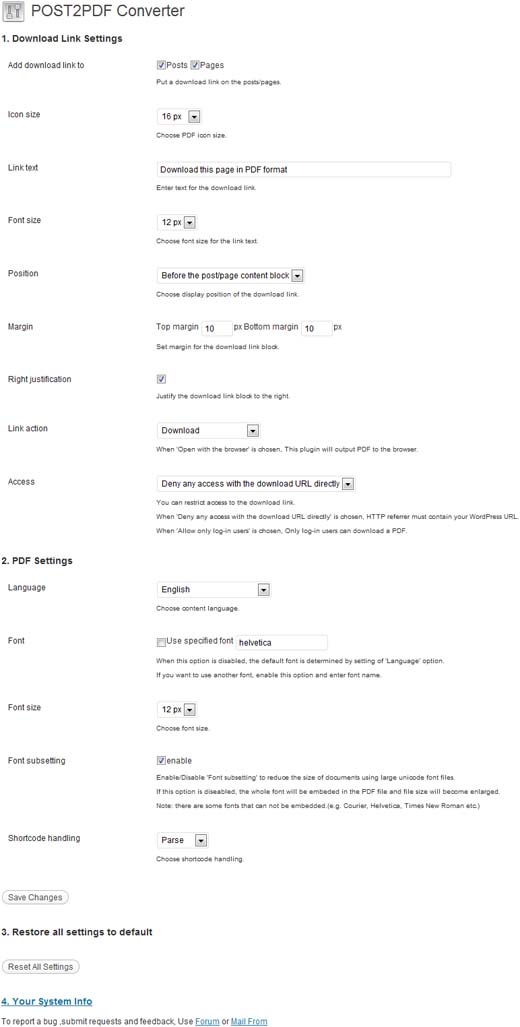 POST2PDF Converter
1. Download Link Settings
Add download link to Posts Pages
Put a download link on the posts/pages.
Icon size 16 px
Choose PDF icon size.
Link text Download this page in PDF format
Enter text for the download link.
Font size 12 px
Choose font size for the link text.
Position Before the post/page content block
Choose display position of the download link.
Margin Top margin 10 px Bottom margin 10 px
Set margin for the download link block.
Right justification
Justify the download link block to the right.
Link action Download
When 'Open with the browser' is chosen, This plugin will output PDF to the browser.
Access Deny any access with the download URL directly
You can restrict access to the download link.
When 'Deny any access with the download URL directly' is chosen, HTTP referrer must contain your WordPress URL.
When 'Allow only log-in users' is chosen, Only log-in users can download a PDF.
2. PDF Settings
Language English
Choose content language.
Font Use specified font helvetica
When this option is disabled, the default font is determined by setting of 'Language' option.
If you want to use another font, enable this option and enter font name.
Font size 12 px
Choose font size.
Font subsetting enable
Enable/Disable 'Font subsetting' to reduce the size of documents using large unicode font files.
If this option is diseabled, the whole font will be embeded in the PDF file and file size will become enlarged.
Note: there are some fonts that can not be embedded.(e.g. Courier, Helvetica, Times New Roman etc.)
Shortcode handling Parse
Choose shortcode handling.
Save Changes
3. Restore all settings to default
Reset All Settings
4. Your System Info
To report a bug ,submit requests and feedback, Use Forum or Mail From